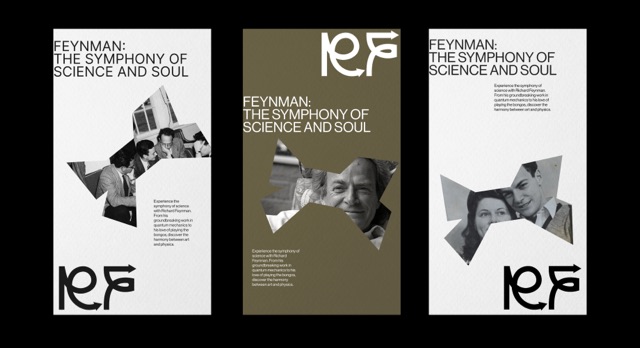 FEYNMAN:
THE SYMPHONY OF
SCIENCE AND SOUL
Experience the
symphony of science
with Richard Feynman.
From his
groundbreaking work in
quantum mechanics to
his love of playing the
bongos, discover the
harmony between art
and physics.
RF
RF
FEYNMAN:
THE SYMPHONY OF
SCIENCE AND SOUL
Experience the symphony of
science with Richard
Feynman. From his
groundbreaking work in
quantum mechanics to his
love of playing the bongos,
discover the harmony
between art and physics.
FEYNMAN:
THE SYMPHONY OF
SCIENCE AND SOUL
Experience the symphony of
science with Richard Feynman.
From his groundbreaking work in
quantum mechanics to his love of
playing the bongos, discover the
harmony between art and physics.
RF